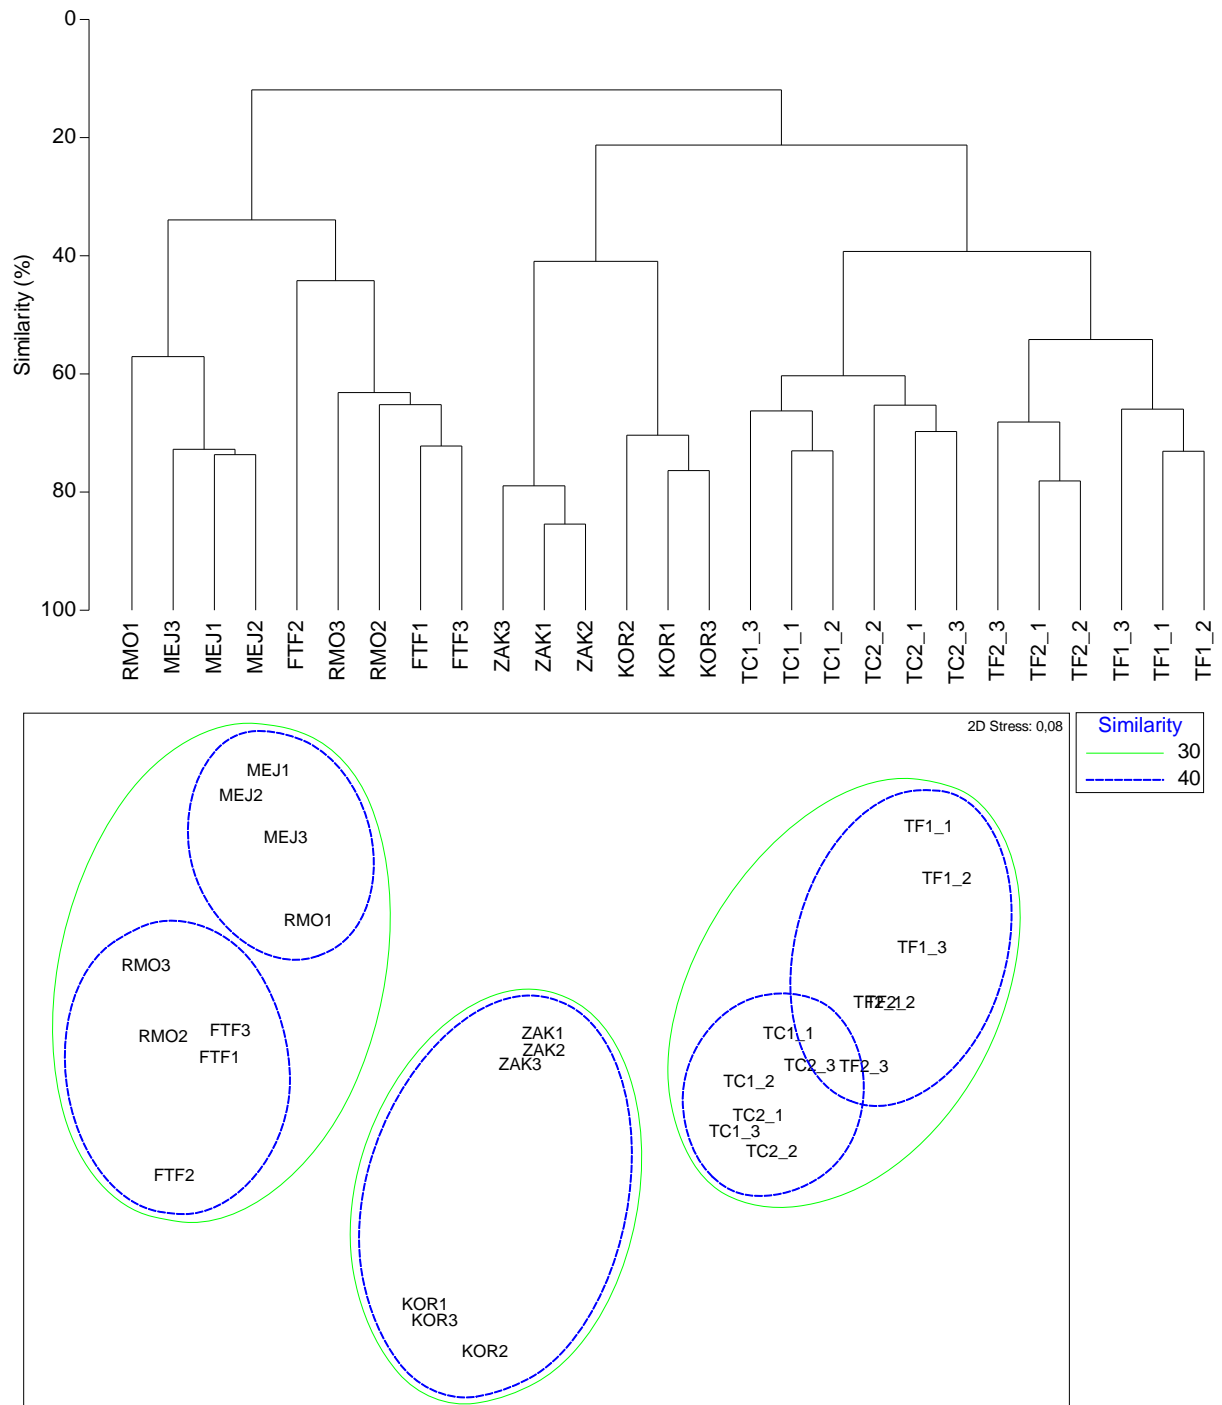 0
20
40
60
80
100
Similarity (%)
RMO1
MEJ3
MEJ1
MEJ2
FTF2
RMO3
RMO2
FTF1
FTF3
ZAK3
ZAK1
ZAK2
KOR2
KOR1
KOR3
TC1_3
TC1_1
TC1_2
TC2_2
TC2_1
TC2_3
TF2_3
TF2_1
TF2_2
TF1_3
TF1_1
TF1_2
2D Stress: 0,08
Similarity
30
40
MEJ1
MEJ2
MEJ3
RMO1
RMO3
RMO2
FTF3
FTF1
FTF2
ZAK1
ZAK2
ZAK3
KOR1
KOR3
KOR2
TF1_1
TF1_2
TF1_3
TF2_1
TF2_2
TC1_1
TC2_3
TF2_3
TC1_2
TC2_1
TC1_3
TC2_2